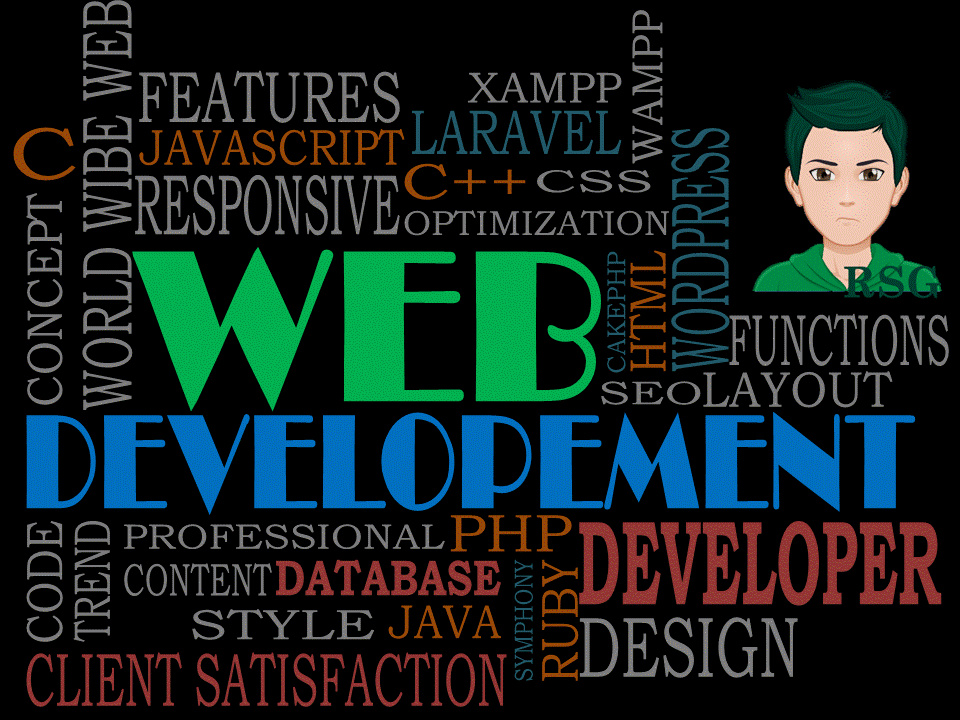 WORLD WIBE WEB
C
CONCEPT
FEATURES
JAVASCRIPT
RESPONSIVE
XAMPP
LARAVEL
C++
CSS
OPTIMIZATION
WAMPP
WORDPRESS
CAKEPHP
HTML
RSG
FUNCTIONS
SEO
LAYOUT
WEB
DEVELOPEMENT
CODE
TREND
PROFESSIONAL
PHP
CONTENT
DATABASE
STYLE
JAVA
SYMPHONY
RUBY
DEVELOPER
DESIGN
CLIENT SATISFACTION